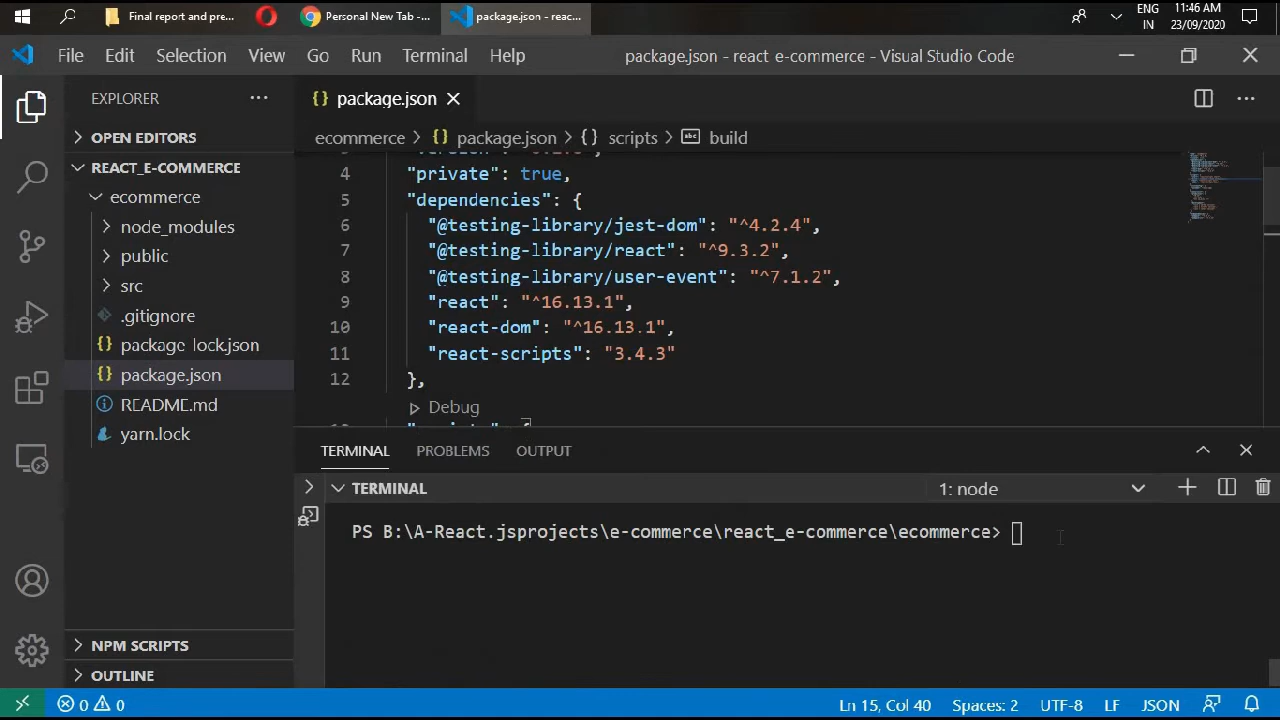 Final report and pre...
Personal New Tab -...
package.json - reac...
ENG
IN
11:46 AM
23/09/2020
File Edit Selection View Go Run Terminal Help
package.json - react_e-commerce - Visual Studio Code
EXPLORER
package.json
OPEN EDITORS
ecommerce > package.json > {} scripts > build
REACT_E-COMMERCE
ecommerce
node_modules
public
src
.gitignore
package-lock.json
package.json
README.md
yarn.lock
NPM SCRIPTS
OUTLINE
4 "private": true,
5 "dependencies": {
6 "@testing-library/jest-dom": "^4.2.4",
7 "@testing-library/react": "^9.3.2",
8 "@testing-library/user-event": "^7.1.2",
9 "react": "^16.13.1",
10 "react-dom": "^16.13.1",
11 "react-scripts": "3.4.3"
12 },
Debug
TERMINAL PROBLEMS OUTPUT
TERMINAL
1: node
PS B:\A-React.jsprojects\e-commerce\react_e-commerce\ecommerce>
0 0
Ln 15, Col 40 Spaces: 2 UTF-8 LF JSON